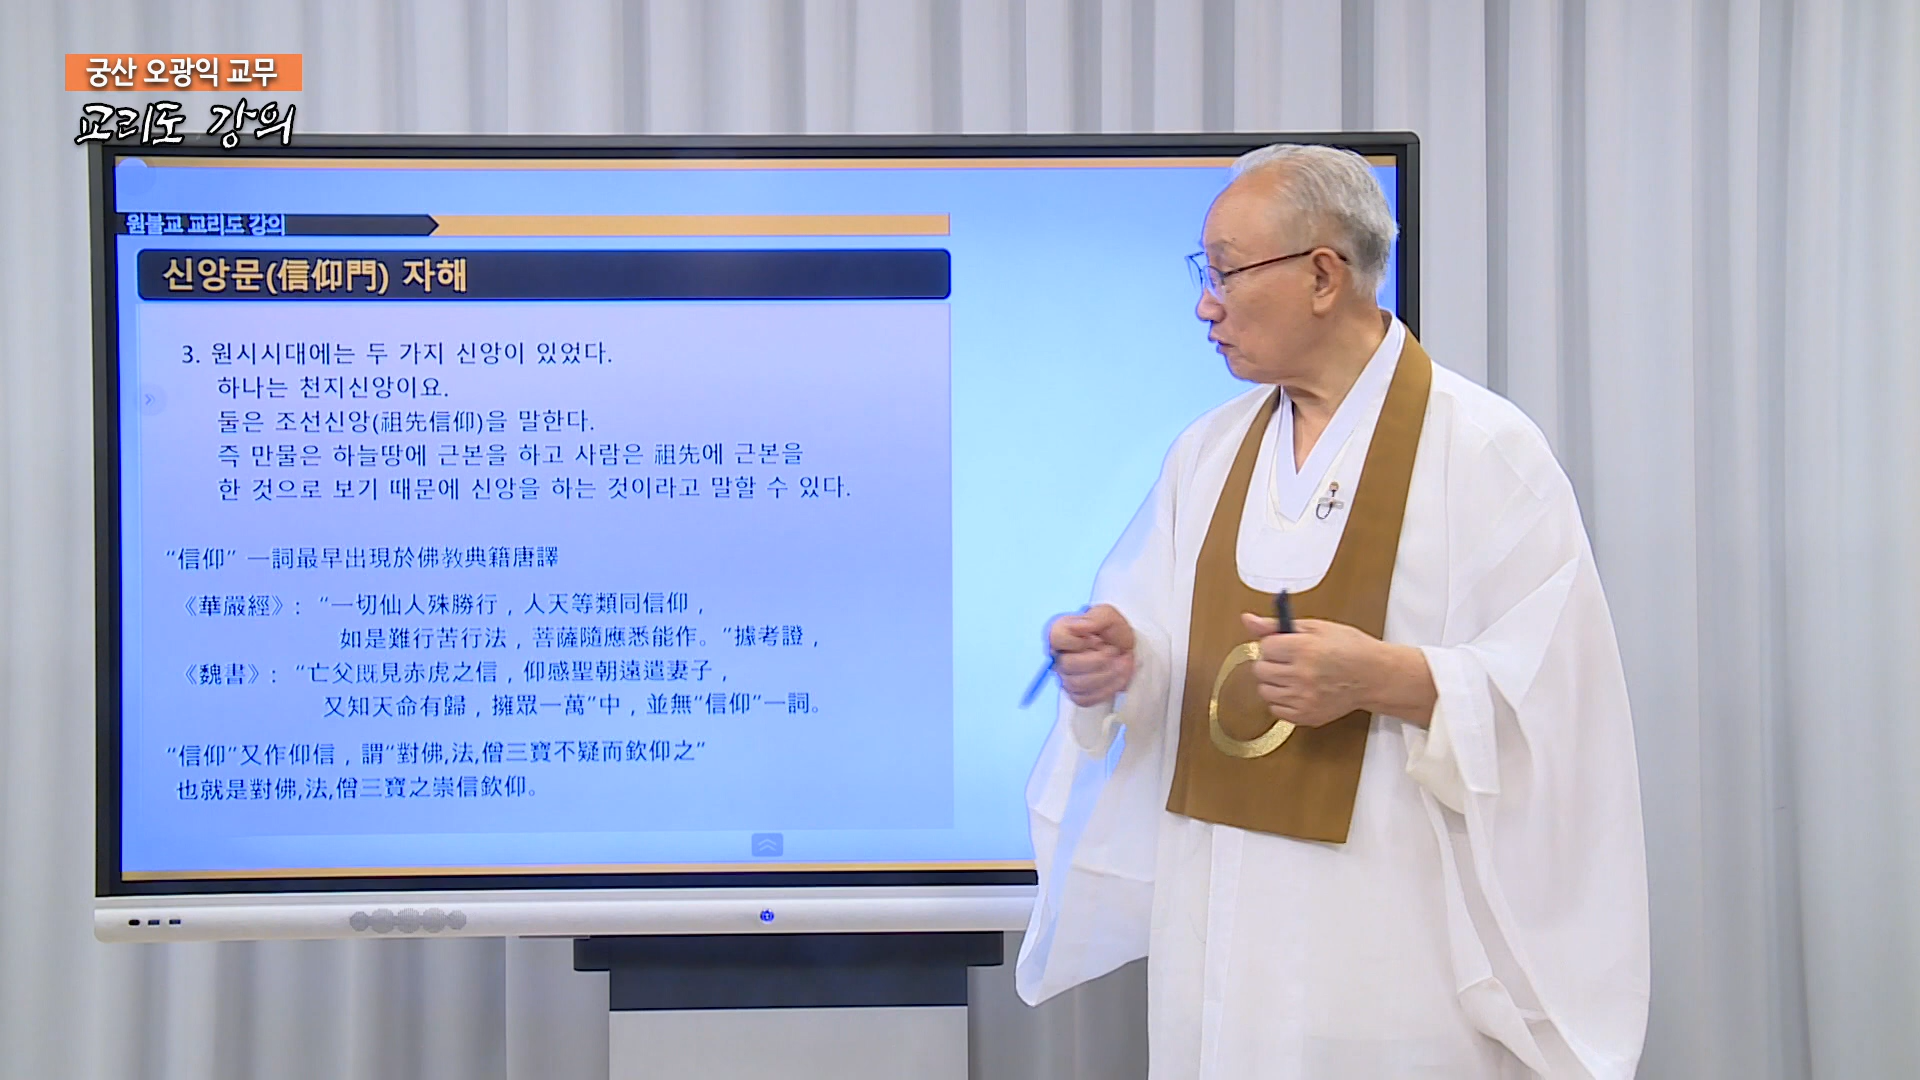 궁산 오광익 교무
교리도 강의
원불교 교리도 강의
신앙문(信仰門) 자해
3. 원시시대에는 두 가지 신앙이 있었다.
하나는 천지신앙이요.
둘은 조선신앙(祖先信仰)을 말한다.
즉 만물은 하늘땅에 근본을 하고 사람은 祖先에 근본을
한 것으로 보기 때문에 신앙을 하는 것이라고 말할 수 있다.
“信仰” 一詞最早出現於佛教典籍唐譯
《華嚴經》: “一切仙人殊勝行，人天等類同信仰，
如是難行苦行法，菩薩隨應悉能作。”據考證，
《魏書》: “亡父既見赤虎之信，仰感聖朝遠遣妻子，
又知天命有歸，擁眾一萬”中，並無“信仰”一詞。
“信仰”又作仰信，謂“對佛,法,僧三寶不疑而欽仰之”
也就是對佛,法,僧三寶之崇信欽仰。